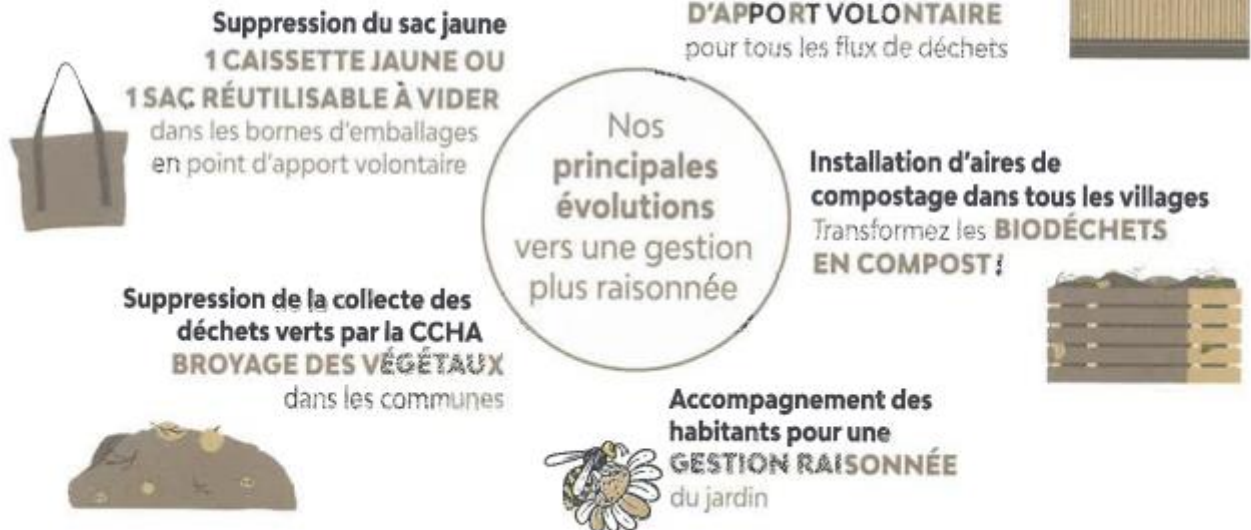 Suppression du sac jaune
1 CAISSETTE JAUNE OU
1 SAC RÉUTILISABLE À VIDER
dans les bornes d'emballages
en point d'apport volontaire
D'APPORT VOLONTAIRE
pour tous les flux de déchets
Nos
principales
évolutions
vers une gestion
plus raisonnée
Installation d'aires de
compostage dans tous les villages
Transformez les BIODÉCHETS
EN COMPOST !
Suppression de la collecte des
déchets verts par la CCHA
BROYAGE DES VÉGÉTAUX
dans les communes
Accompagnement des
habitants pour une
GESTION RAISONNÉE
du jardin